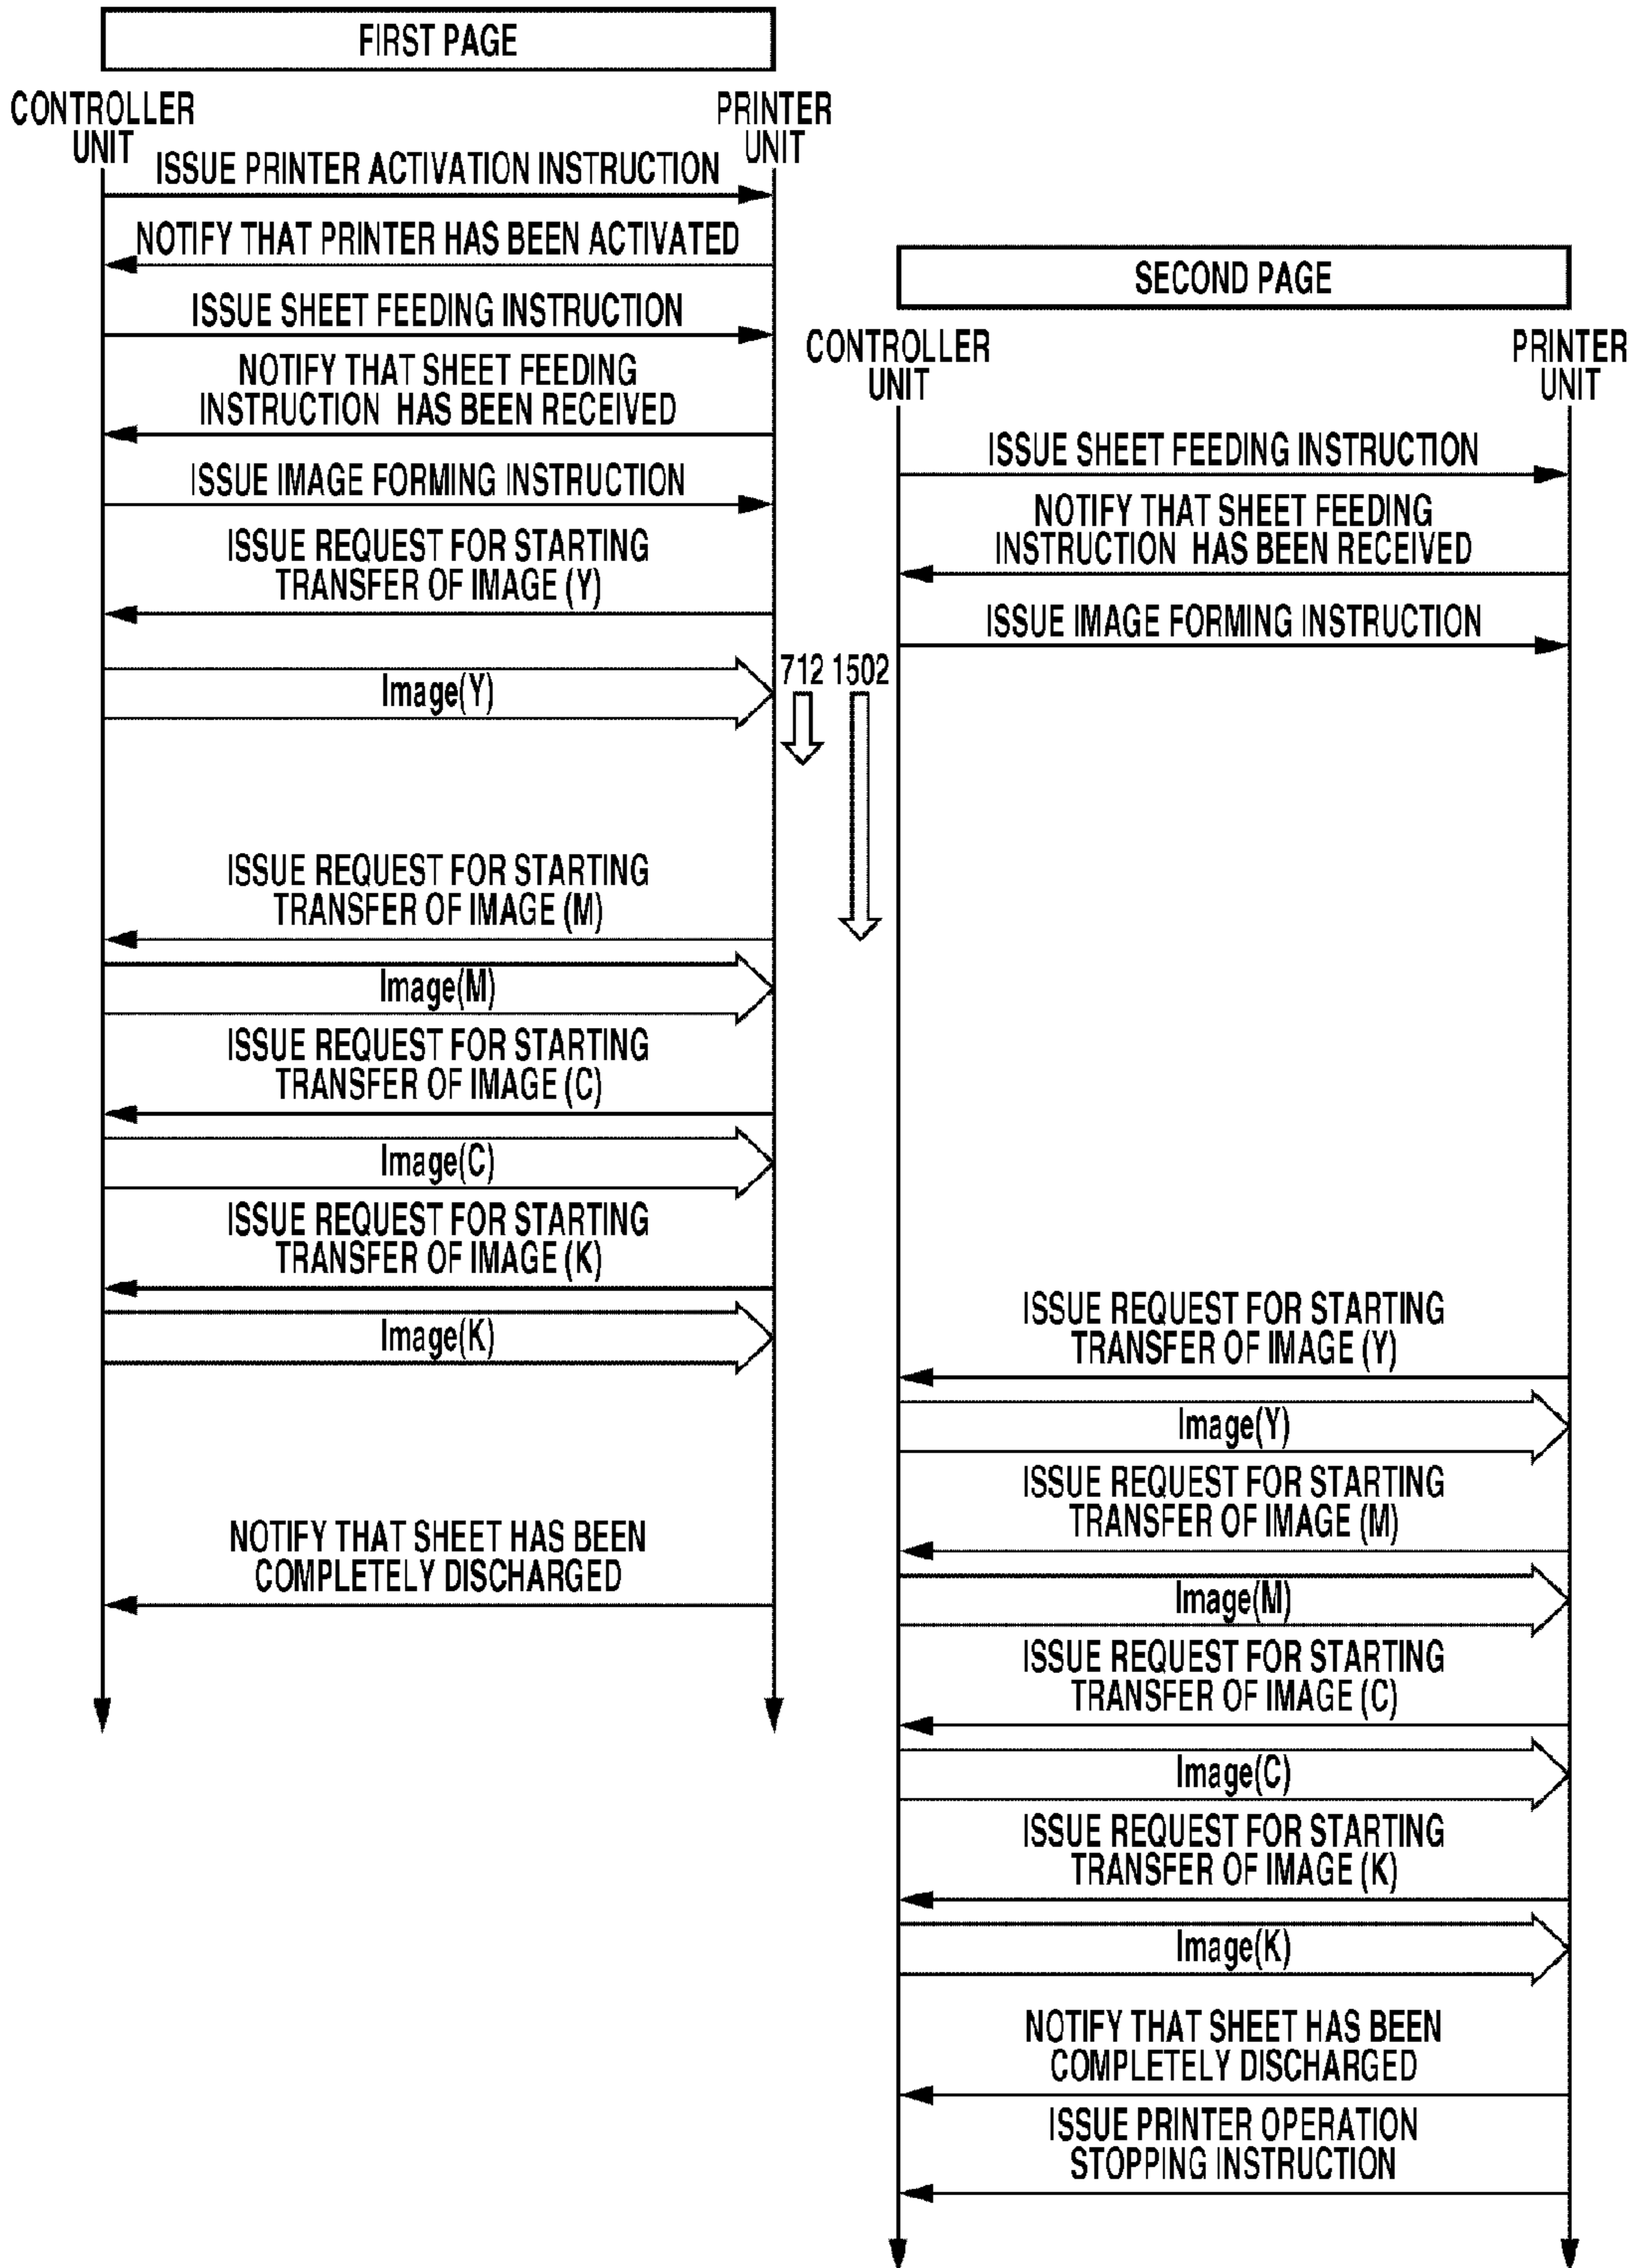 FIRST PAGE
CONTROLLER
UNIT
PRINTER
UNIT
ISSUE PRINTER ACTIVATION INSTRUCTION
NOTIFY THAT PRINTER HAS BEEN ACTIVATED
ISSUE SHEET FEEDING INSTRUCTION
NOTIFY THAT SHEET FEEDING
INSTRUCTION HAS BEEN RECEIVED
ISSUE IMAGE FORMING INSTRUCTION
ISSUE REQUEST FOR STARTING
TRANSFER OF IMAGE (Y)
Image(Y)
712 1502
ISSUE REQUEST FOR STARTING
TRANSFER OF IMAGE (M)
Image(M)
ISSUE REQUEST FOR STARTING
TRANSFER OF IMAGE (C)
Image(C)
ISSUE REQUEST FOR STARTING
TRANSFER OF IMAGE (K)
Image(K)
NOTIFY THAT SHEET HAS BEEN
COMPLETELY DISCHARGED
SECOND PAGE
CONTROLLER
UNIT
PRINTER
UNIT
ISSUE SHEET FEEDING INSTRUCTION
NOTIFY THAT SHEET FEEDING
INSTRUCTION HAS BEEN RECEIVED
ISSUE IMAGE FORMING INSTRUCTION
ISSUE REQUEST FOR STARTING
TRANSFER OF IMAGE (Y)
Image(Y)
ISSUE REQUEST FOR STARTING
TRANSFER OF IMAGE (M)
Image(M)
ISSUE REQUEST FOR STARTING
TRANSFER OF IMAGE (C)
Image(C)
ISSUE REQUEST FOR STARTING
TRANSFER OF IMAGE (K)
Image(K)
NOTIFY THAT SHEET HAS BEEN
COMPLETELY DISCHARGED
ISSUE PRINTER OPERATION
STOPPING INSTRUCTION